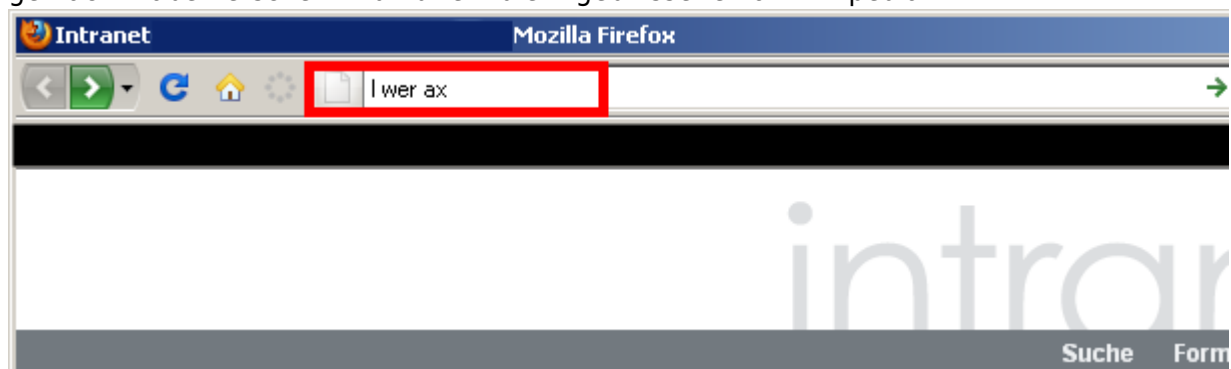 Intranet Mozilla Firefox
l wer ax
intran
Suche Form